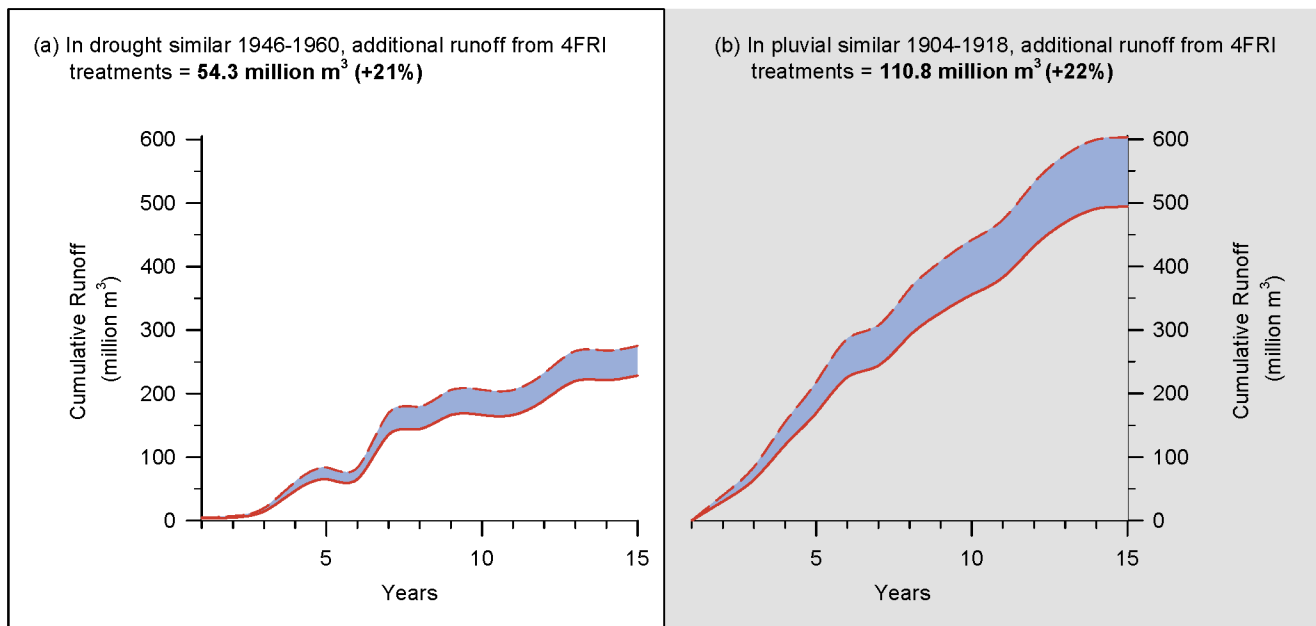 (a) In drought similar 1946-1960, additional runoff from 4FRI
treatments = 54.3 million m³ (+21%)
600
500
400
300
200
100
0
Cumulative Runoff
(million m³)
5
10
15
Years
(b) In pluvial similar 1904-1918, additional runoff from 4FRI
treatments = 110.8 million m³ (+22%)
600
500
400
300
200
100
0
Cumulative Runoff
(million m³)
5
10
15
Years